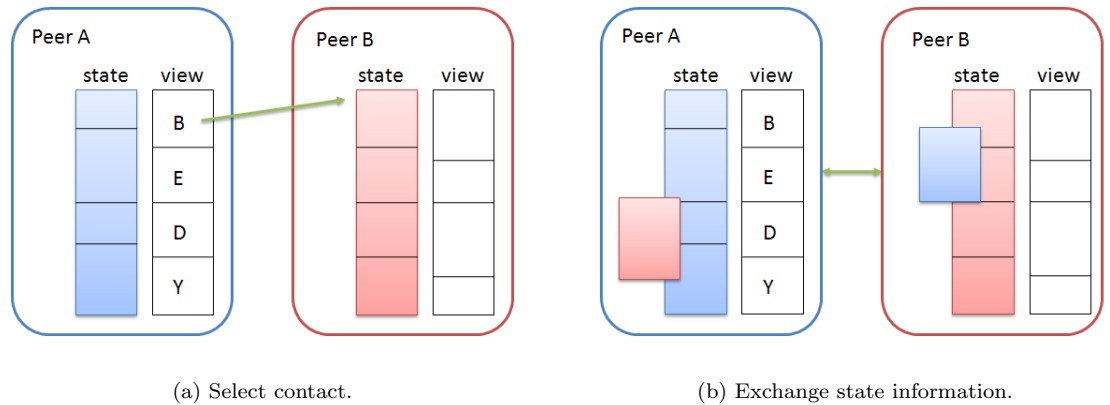 Peer A
state view
B
E
D
Y
Peer B
state view
(a) Select contact.
Peer A
state view
B
E
D
Y
Peer B
state view
(b) Exchange state information.